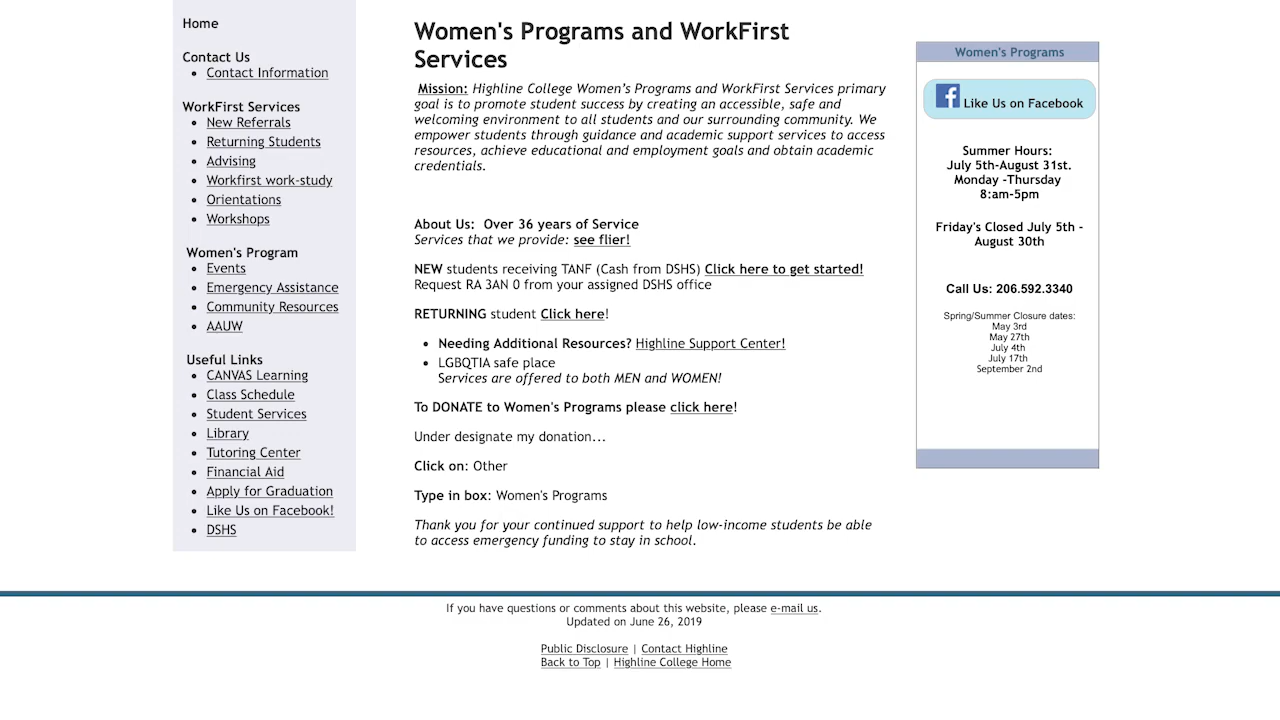 Home
Contact Us
Contact Information
WorkFirst Services
New Referrals
Returning Students
Advising
Workfirst work-study
Orientations
Workshops
Women's Program
Events
Emergency Assistance
Community Resources
AAUW
Useful Links
CANVAS Learning
Class Schedule
Student Services
Library
Tutoring Center
Financial Aid
Apply for Graduation
Like Us on Facebook!
DSHS
Women's Programs and WorkFirst
Services
Mission: Highline College Women’s Programs and WorkFirst Services primary
goal is to promote student success by creating an accessible, safe and
welcoming environment to all students and our surrounding community. We
empower students through guidance and academic support services to access
resources, achieve educational and employment goals and obtain academic
credentials.
About Us:  Over 36 years of Service
Services that we provide: see flier!
NEW students receiving TANF (Cash from DSHS) Click here to get started!
Request RA 3AN 0 from your assigned DSHS office
RETURNING student Click here!
Needing Additional Resources? Highline Support Center!
LGBQTIA safe place
Services are offered to both MEN and WOMEN!
To DONATE to Women's Programs please click here!
Under designate my donation...
Click on: Other
Type in box: Women's Programs
Thank you for your continued support to help low-income students be able
to access emergency funding to stay in school.
Women's Programs
f Like Us on Facebook
Summer Hours:
July 5th-August 31st.
Monday -Thursday
8:am-5pm
Friday's Closed July 5th -
August 30th
Call Us: 206.592.3340
Spring/Summer Closure dates:
May 3rd
May 27th
July 4th
July 17th
September 2nd
If you have questions or comments about this website, please e-mail us.
Updated on June 26, 2019
Public Disclosure | Contact Highline
Back to Top | Highline College Home